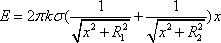 E = 2πkσ(1/√(x² + R₁²) + 1/√(x² + R₂²))x